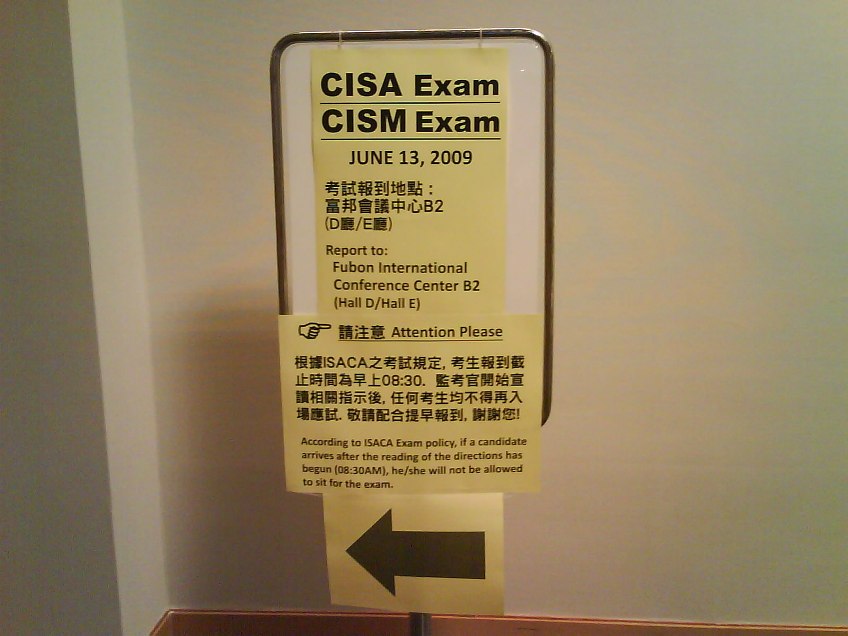 CISA Exam
CISM Exam
JUNE 13, 2009
考試報到地點：
富邦會議中心B2
(D廳/E廳)
Report to:
Fubon International
Conference Center B2
(Hall D/Hall E)
請注意 Attention Please
根據ISACA之考試規定, 考生報到截
止時間為早上08:30. 監考官開始宣
讀相關指示後, 任何考生均不得再入
場應試. 敬請配合提早報到, 謝謝您!
According to ISACA Exam policy, if a candidate
arrives after the reading of the directions has
begun (08:30AM), he/she will not be allowed
to sit for the exam.